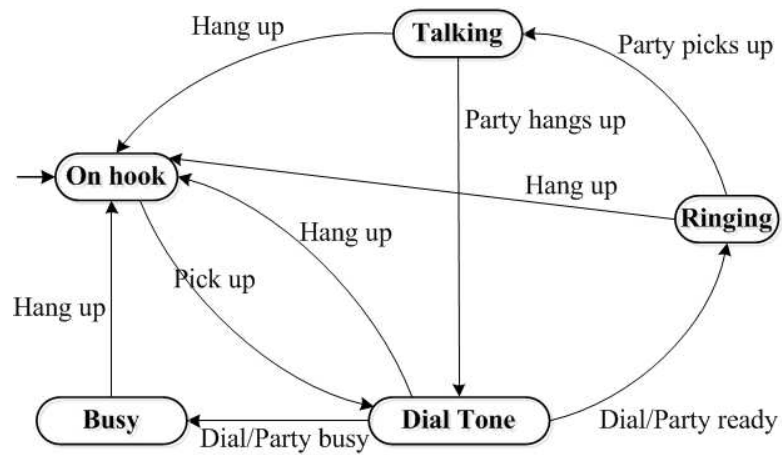 Hang up
Talking
Party picks up
Party hangs up
On hook
Hang up
Ringing
Hang up
Pick up
Hang up
Busy
Dial Tone
Dial/Party ready
Dial/Party busy